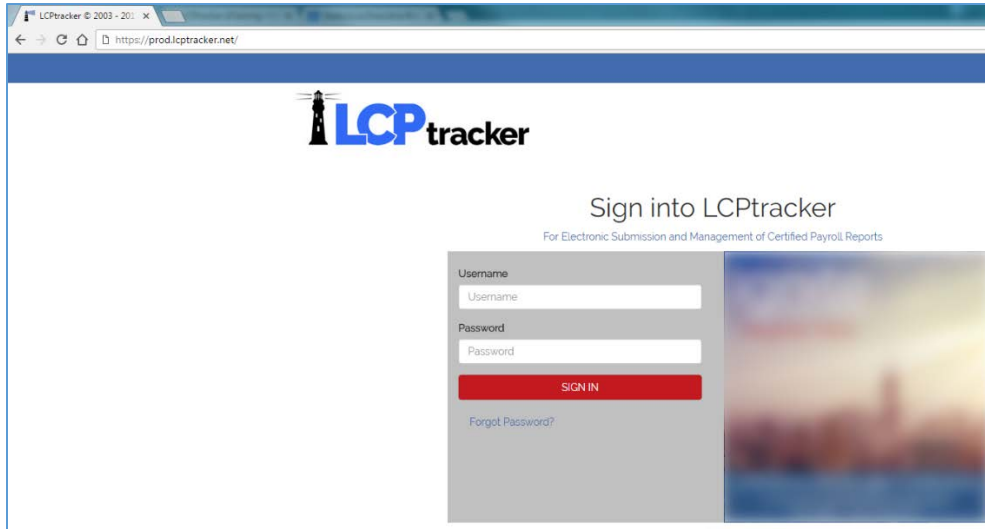 LCPtracker © 2003 - 201
https://prod.lcptracker.net/
LCPtracker
Sign into LCPtracker
For Electronic Submission and Management of Certified Payroll Reports
Username
Username
Password
Password
SIGN IN
Forgot Password?